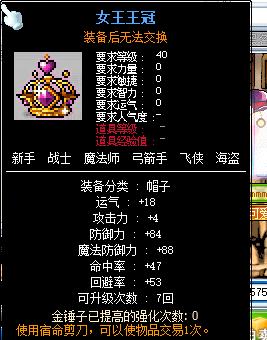 女王王冠
装备后无法交换
要求等级： 40
要求力量： 0
要求敏捷： 0
要求智力： 0
要求运气： 0
要求人气度：-
道具等级： -
道具经验值：-
新手 战士 魔法师 弓箭手 飞侠 海盗
装备分类 ： 帽子
运气 ： +18
攻击力 ： +4
防御力 ： +84
魔法防御力 ： +88
命中率 ： +47
回避率 ： +53
可升级次数 ： 7回
金锤子已提高的强化次数: 0
使用宿命剪刀，可以使物品交易1次。